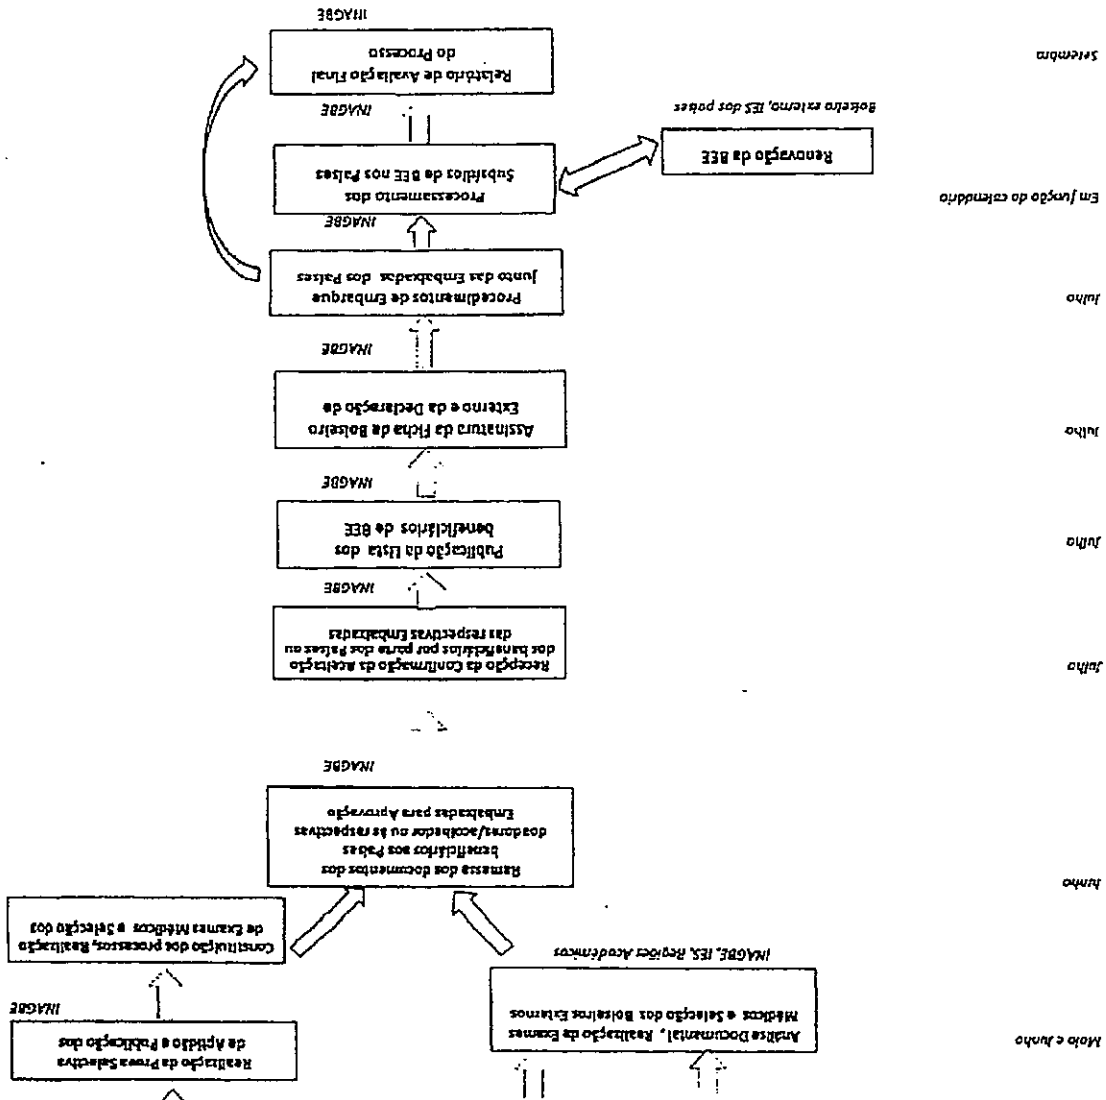 Maio e Junho
Análise Documental, Realização de Exames
Médicos e Selecção dos Bolseiros Externos
INAGBE, IES, Regiões Académicos
Realização da Prova Selectiva
de Aptidão e Publicação dos
INAGBE
Constituição dos processos, Realização
de Exames Médicos e Selecção dos
Junho
Remessa dos documentos dos
beneficiários aos Países
doadores/acolhedor ou às respectivas
Embaixadas para Aprovação
INAGBE
Julho
Recepção da Confirmação da Aceitação
dos beneficiários por parte dos Países ou
das respectivas Embaixadas
INAGBE
Julho
Publicação da Lista dos
beneficiários de BEE
INAGBE
Julho
Assinatura da Ficha de Bolseiro
Externo e da Declaração de
INAGBE
Julho
Procedimentos de Embarque
junto das Embaixadas dos Países
INAGBE
Em função do calendário
Processamento dos
Subsídios de BEE nos Países
INAGBE
Renovação da BEE
Bolseiro externo, IES dos países
Setembro
Relatório de Avaliação Final
do Processo
INAGBE